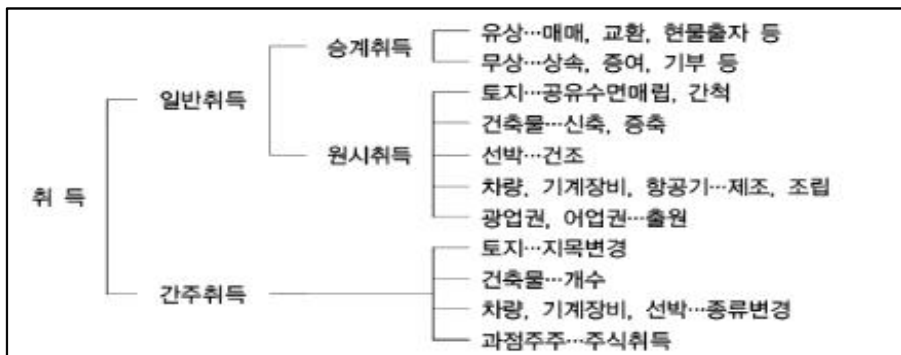 유상…매매, 교환, 현물출자 등
승계취득
무상…상속, 증여, 기부 등
일반취득
토지…공유수면매립, 간척
건축물…신축, 증축
원시취득
선박…건조
차량, 기계장비, 항공기…제조, 조립
취 득
광업권, 어업권…출원
토지…지목변경
건축물…개수
간주취득
차량, 기계장비, 선박…종류변경
과점주주…주식취득